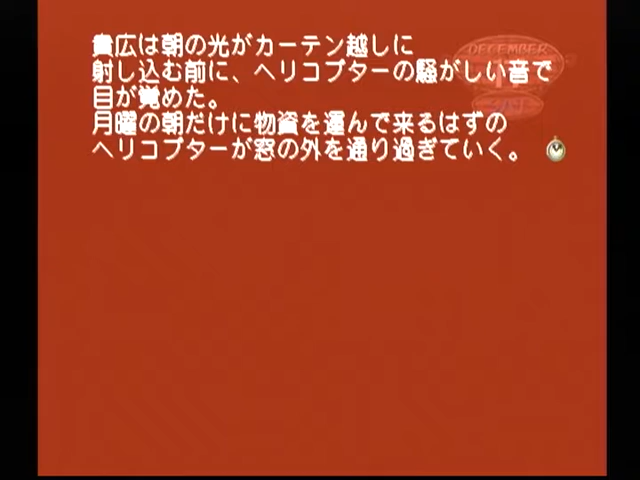 貴広は朝の光がカーテン越しに
射し込む前に、ヘリコプターの騒がしい音で
目が覚めた。
月曜の朝だけに物資を運んで来るはずの
ヘリコプターが窓の外を通り過ぎていく。
DECEMBER